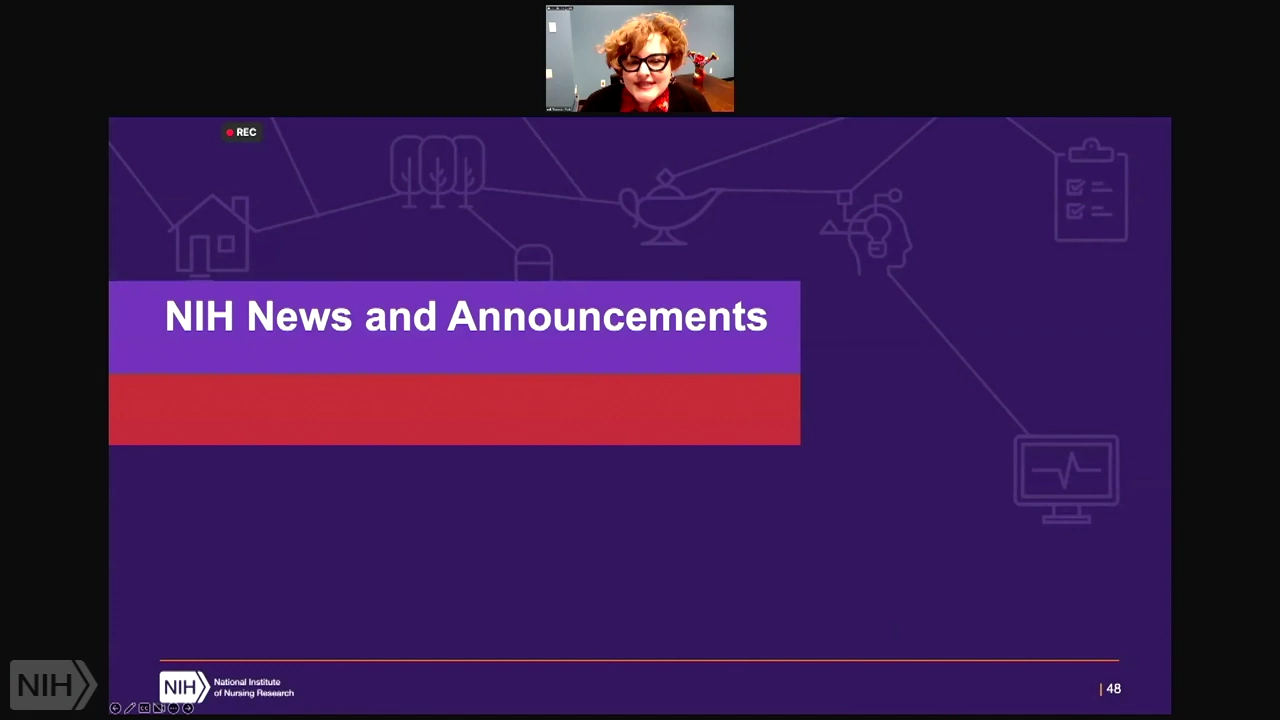 REC
NIH News and Announcements
NIH
NIH
National Institute
of Nursing Research
48